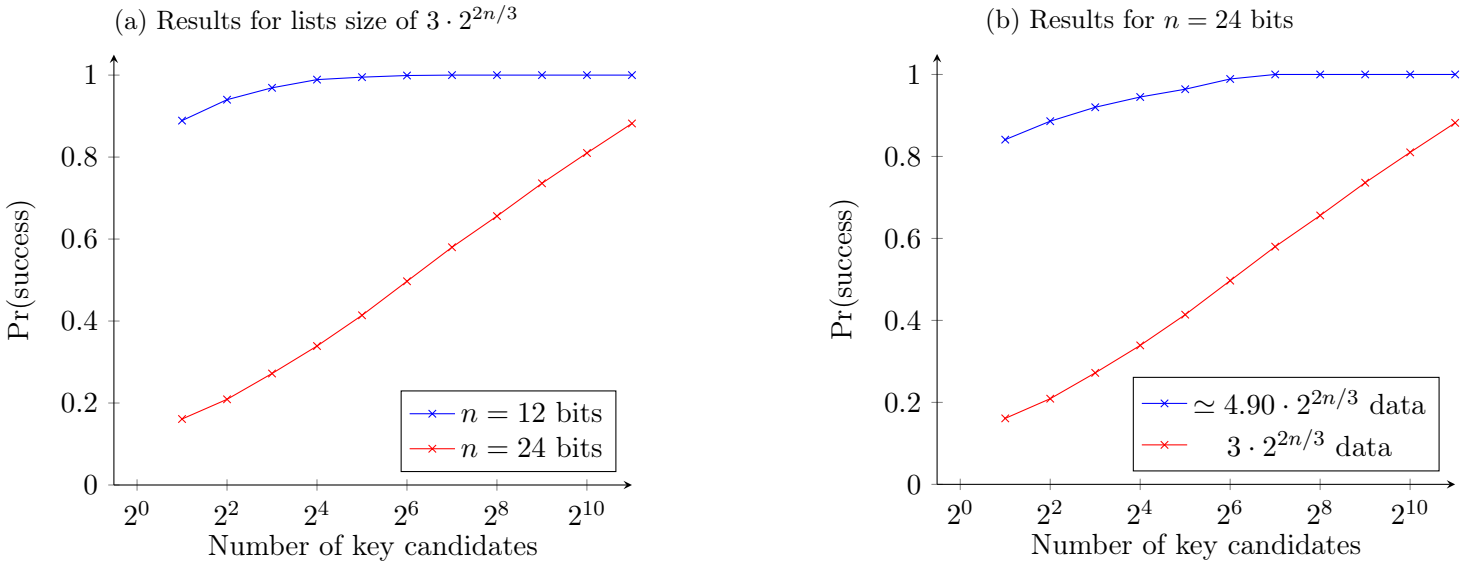 (a) Results for lists size of 3 · 2^{2n/3}
Pr(success)
1
0.8
0.6
0.4
0.2
0
2^0 2^2 2^4 2^6 2^8 2^{10}
Number of key candidates
n = 12 bits
n = 24 bits
(b) Results for n = 24 bits
Pr(success)
1
0.8
0.6
0.4
0.2
0
2^0 2^2 2^4 2^6 2^8 2^{10}
Number of key candidates
≃ 4.90 · 2^{2n/3} data
3 · 2^{2n/3} data